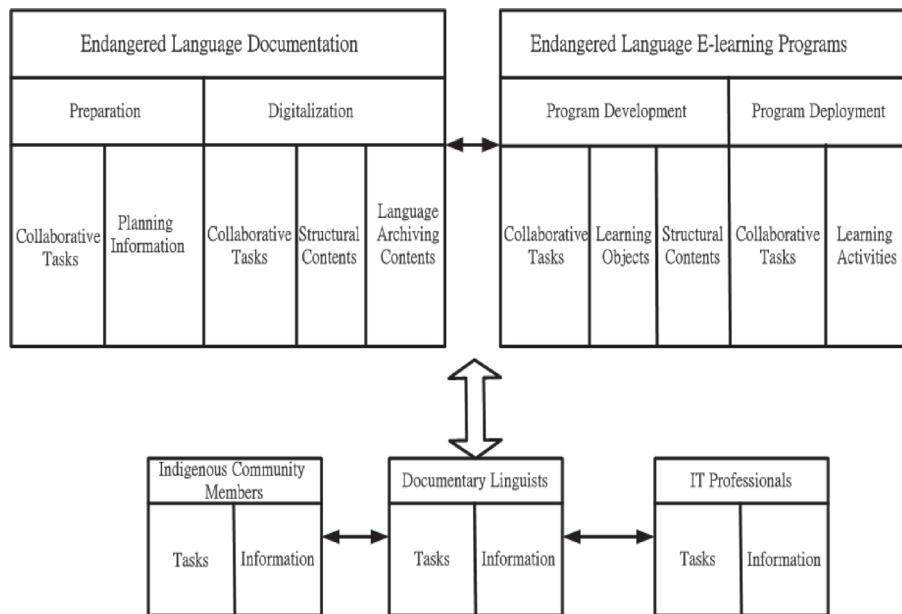 Endangered Language Documentation
Preparation
Digitalization
Collaborative
Tasks
Planning
Information
Collaborative
Tasks
Structural
Contents
Language
Archiving
Contents
Endangered Language E-learning Programs
Program Development
Program Deployment
Collaborative
Tasks
Learning
Objects
Structural
Contents
Collaborative
Tasks
Learning
Activities
Indigenous Community
Members
Tasks
Information
Documentary Linguists
Tasks
Information
IT Professionals
Tasks
Information